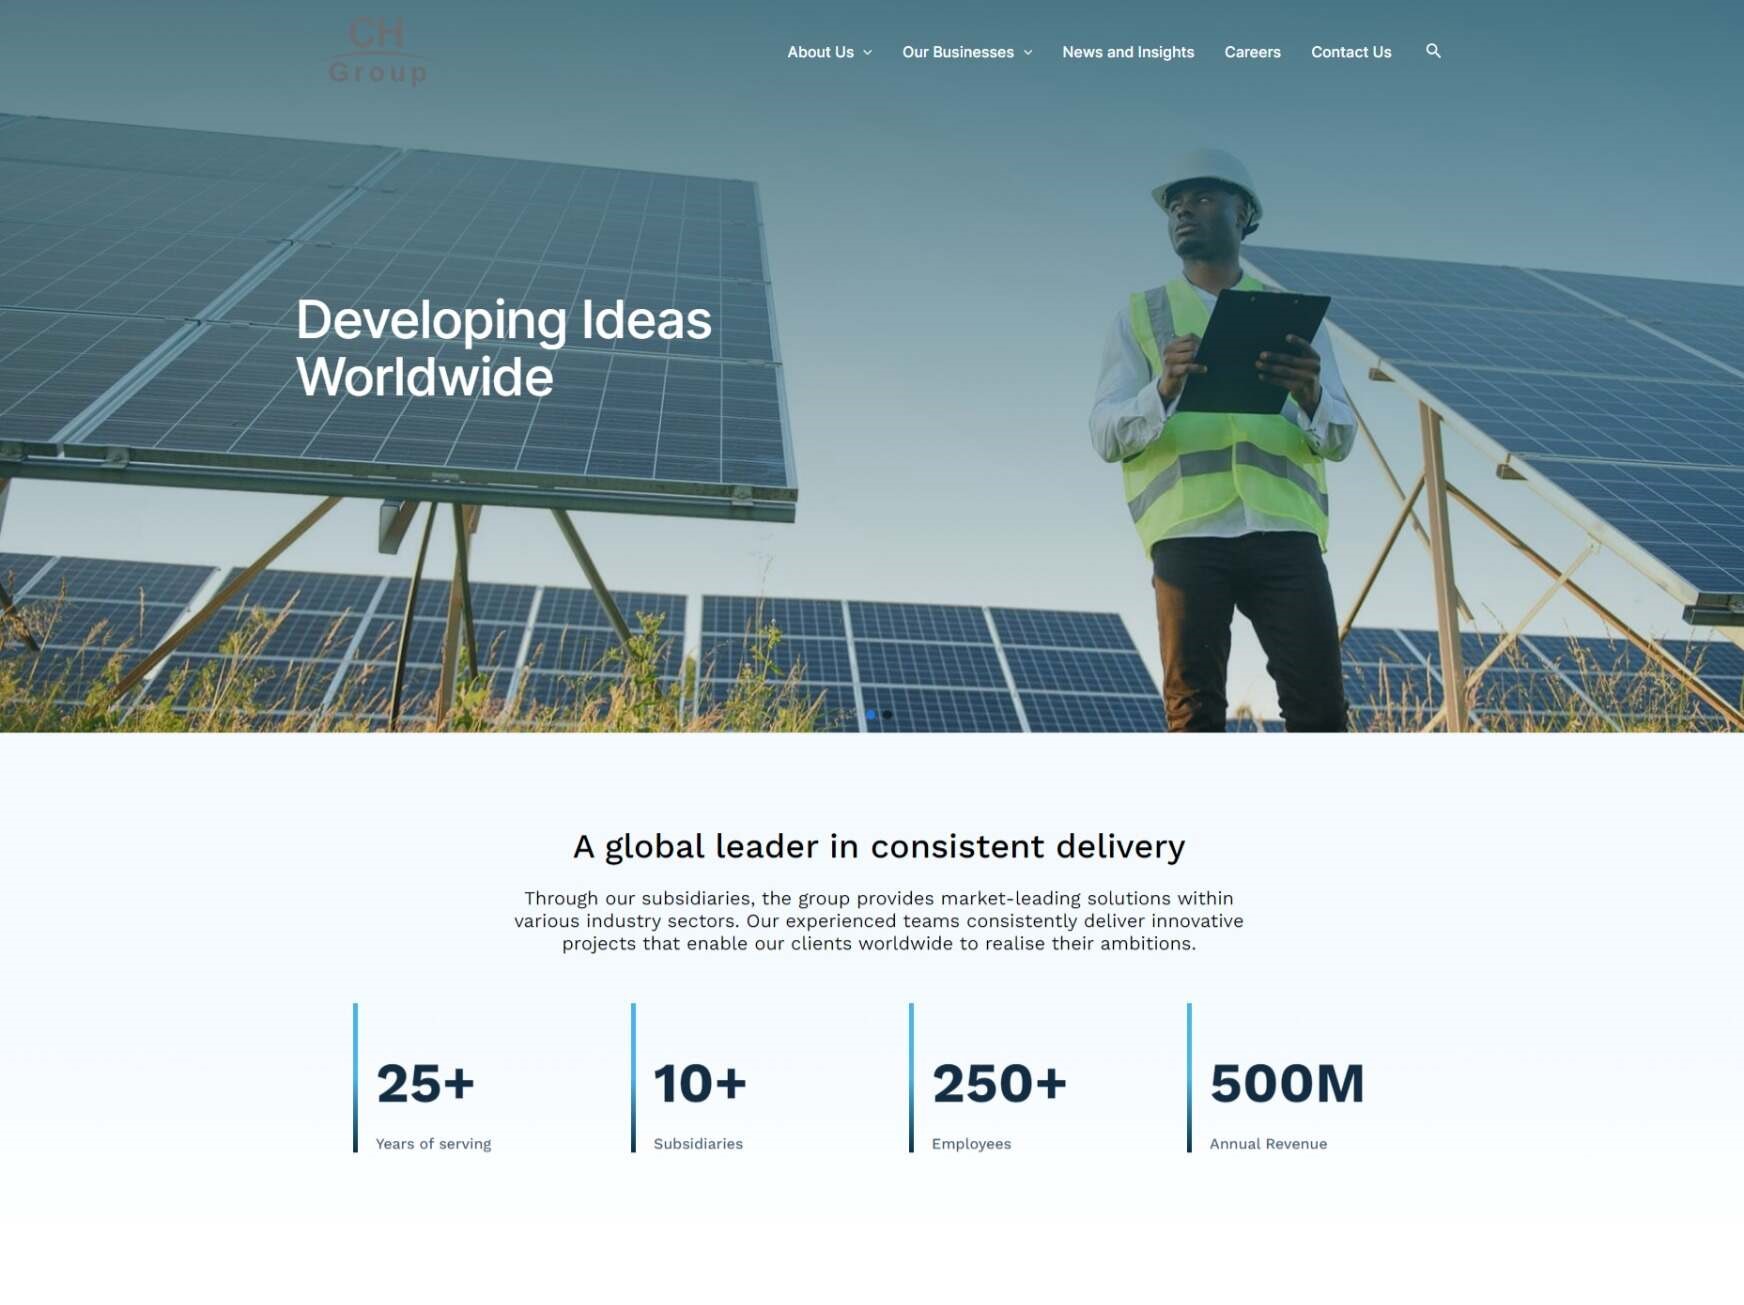 CH
Group
About Us
Our Businesses
News and Insights
Careers
Contact Us
Developing Ideas
Worldwide
A global leader in consistent delivery
Through our subsidiaries, the group provides market-leading solutions within
various industry sectors. Our experienced teams consistently deliver innovative
projects that enable our clients worldwide to realise their ambitions.
25+
Years of serving
10+
Subsidiaries
250+
Employees
500M
Annual Revenue